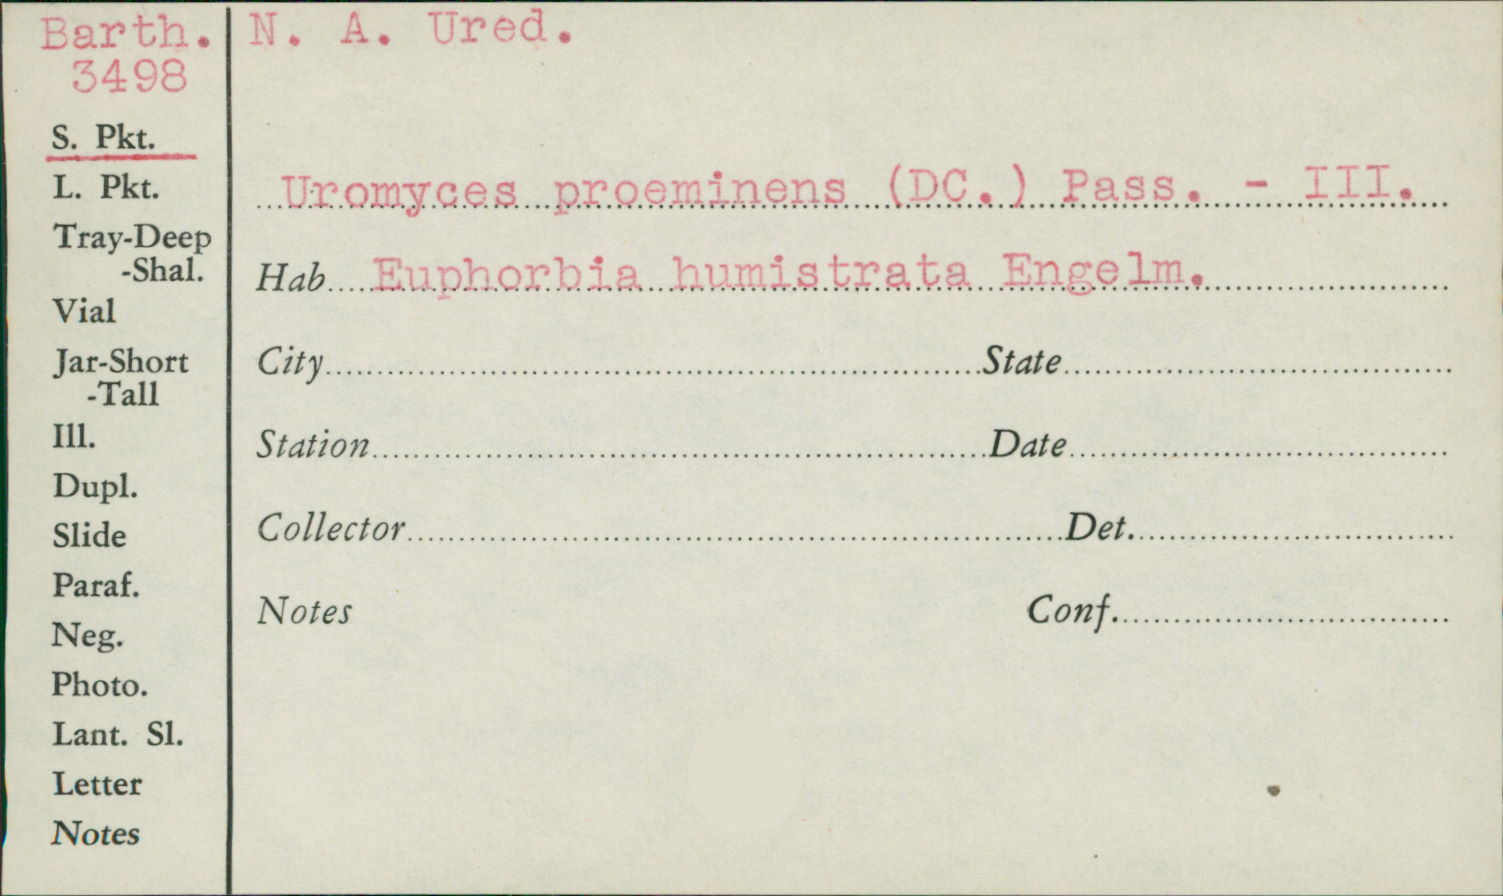 Barth. N. A. Ured.
3498
S. Pkt.
L. Pkt.
Uromyces proeminens (DC.) Pass. - III.
Tray-Deep
-Shal.
Hab. Euphorbia humistrata Engelm.
Vial
Jar-Short
-Tall
City State
Ill.
Station Date
Dupl.
Slide
Collector Det.
Paraf.
Notes Conf.
Neg.
Photo.
Lant. Sl.
Letter
Notes